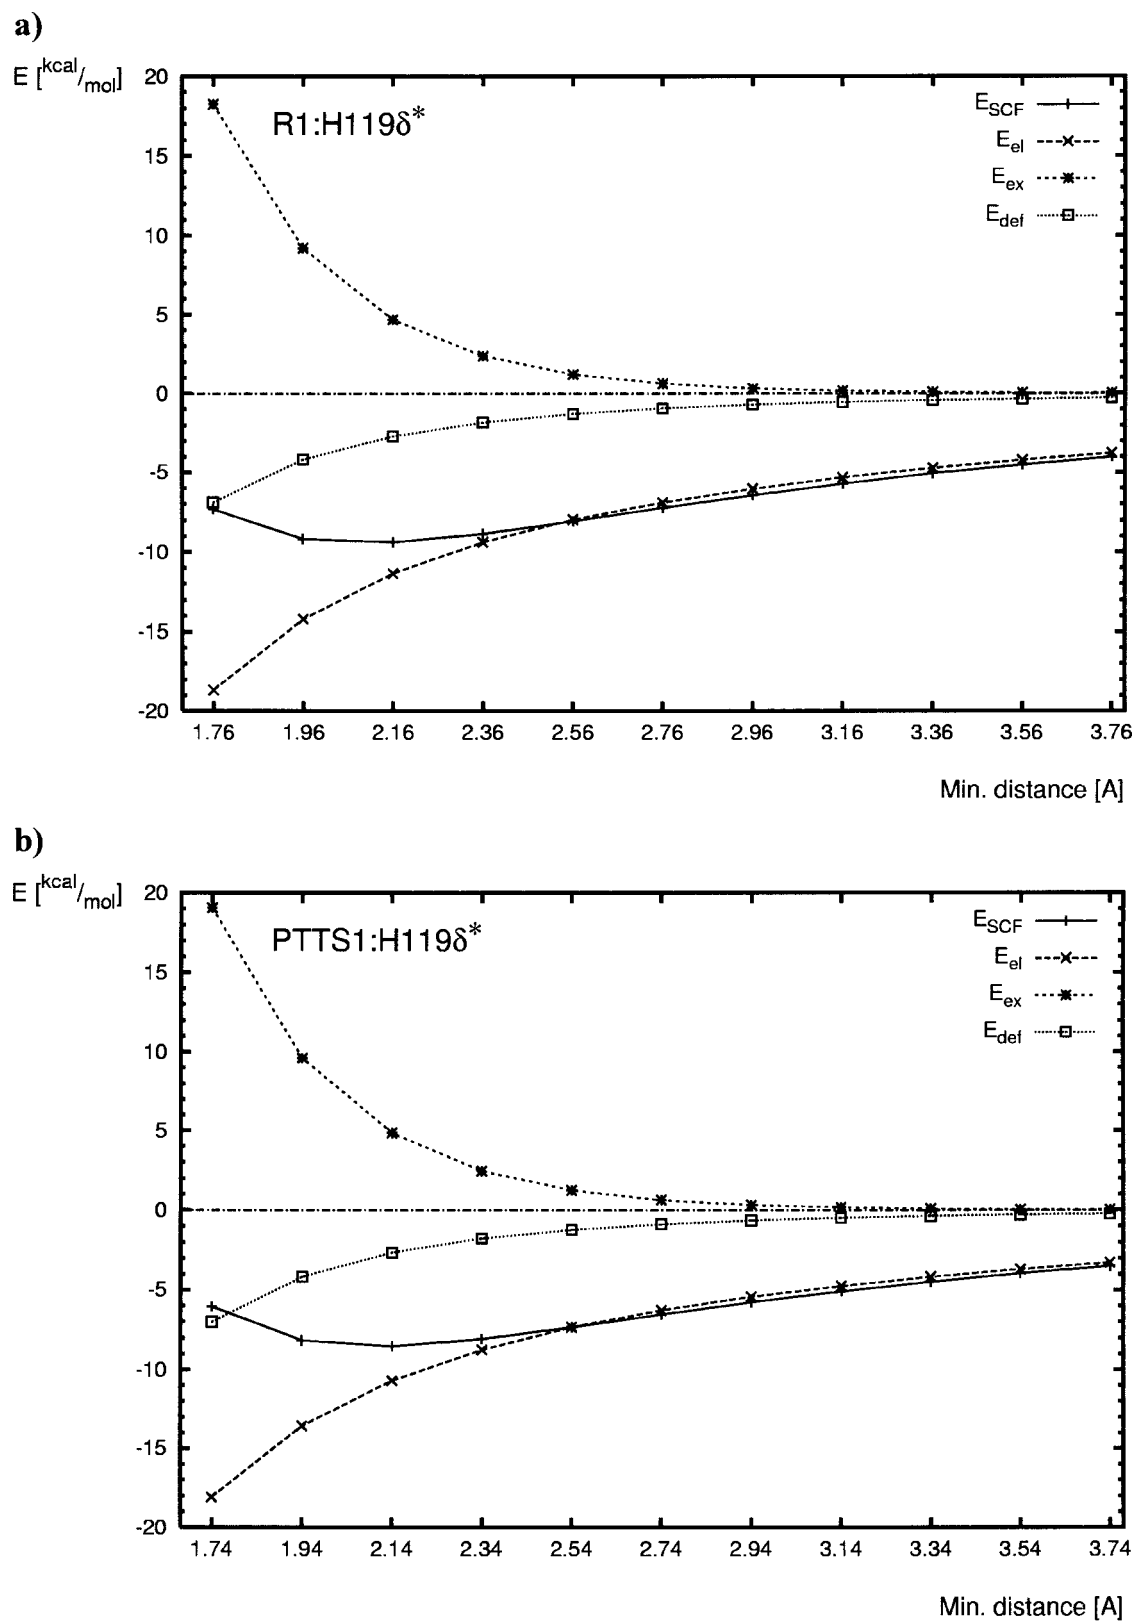 a)
E [kcal/mol]
20
15
10
5
0
-5
-10
-15
-20
R1:H119δ*
E_SCF
E_el
E_ex
E_def
1.76 1.96 2.16 2.36 2.56 2.76 2.96 3.16 3.36 3.56 3.76
Min. distance [A]
b)
E [kcal/mol]
20
15
10
5
0
-5
-10
-15
-20
PTTS1:H119δ*
E_SCF
E_el
E_ex
E_def
1.74 1.94 2.14 2.34 2.54 2.74 2.94 3.14 3.34 3.54 3.74
Min. distance [A]